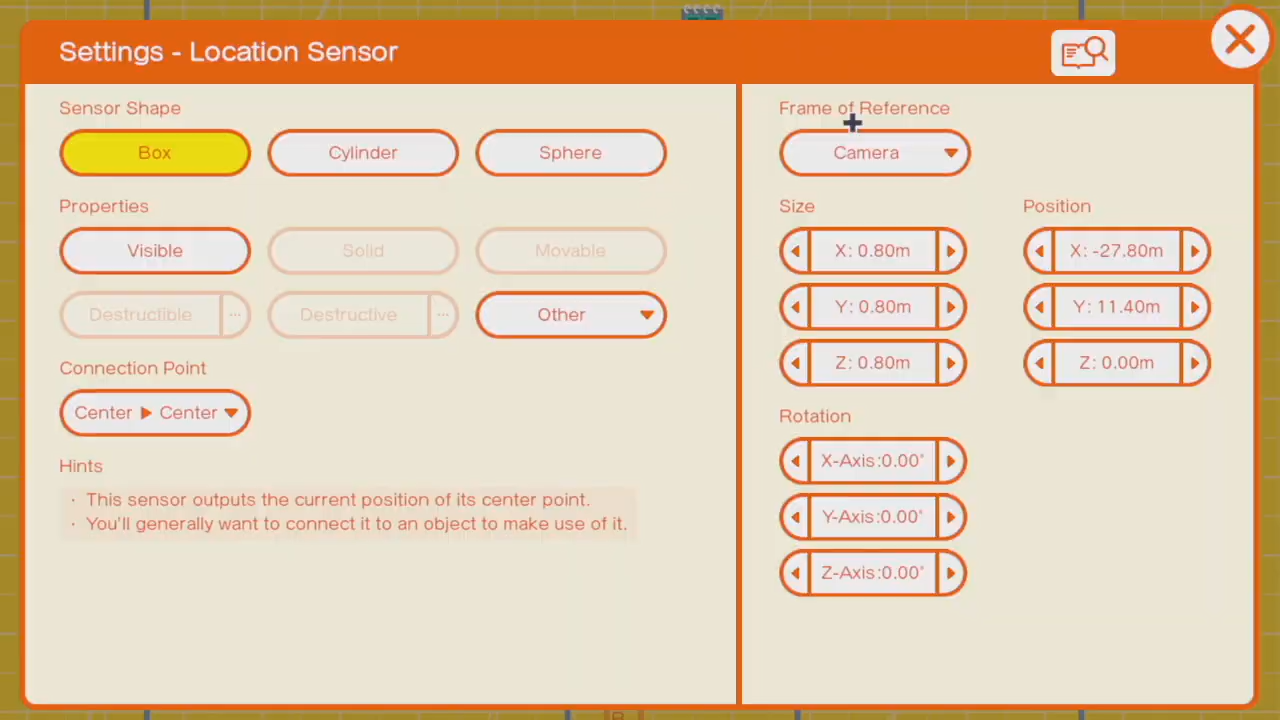 Settings - Location Sensor
Sensor Shape
Box
Cylinder
Sphere
Properties
Visible
Solid
Movable
Destructible ...
Destructive ...
Other
Connection Point
Center ▶ Center
Hints
· This sensor outputs the current position of its center point.
· You'll generally want to connect it to an object to make use of it.
Frame of Reference
Camera
Size
X: 0.80m
Y: 0.80m
Z: 0.80m
Position
X: -27.80m
Y: 11.40m
Z: 0.00m
Rotation
X-Axis:0.00°
Y-Axis:0.00°
Z-Axis:0.00°